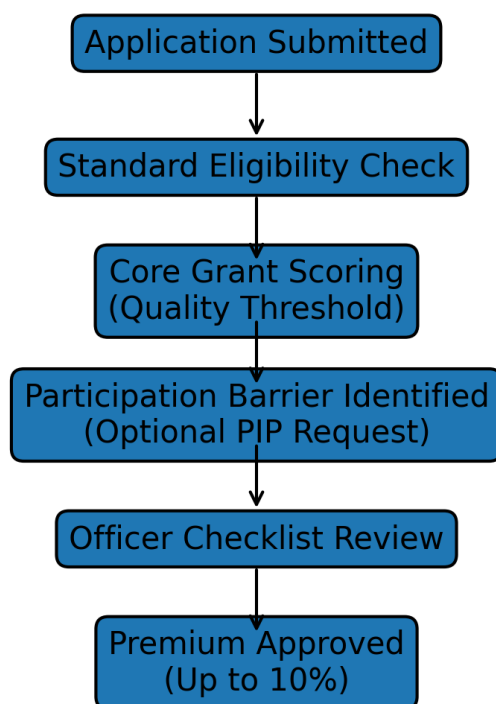 Application Submitted
Standard Eligibility Check
Core Grant Scoring
(Quality Threshold)
Participation Barrier Identified
(Optional PIP Request)
Officer Checklist Review
Premium Approved
(Up to 10%)